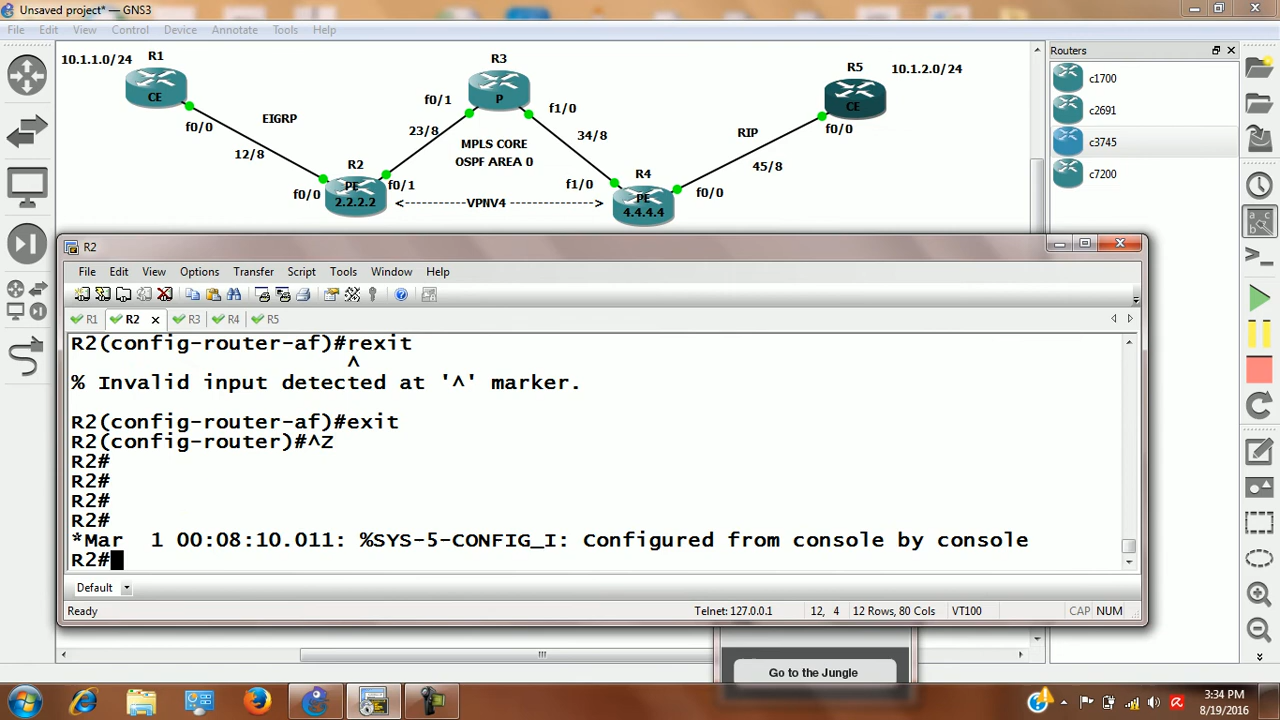 Unsaved project* — GNS3
File Edit View Control Device Annotate Tools Help
10.1.1.0/24
R1
CE
f0/0
EIGRP
12/8
R2
PE
2.2.2.2
f0/0
f0/1
23/8
f0/1
R3
P
f1/0
MPLS CORE
OSPF AREA 0
34/8
f1/0
<-------VPNV4 ------------>
R4
PE
4.4.4.4
f0/0
RIP
45/8
R5
CE
f0/0
10.1.2.0/24
Routers
c1700
c2691
c3745
c7200
R2
File Edit View Options Transfer Script Tools Window Help
R1 R2 R3 R4 R5
R2(config-router-af)#rexit
^
% Invalid input detected at '^' marker.
R2(config-router-af)#exit
R2(config-router)#^Z
R2#
R2#
R2#
R2#
*Mar 1 00:08:10.011: %SYS-5-CONFIG_I: Configured from console by console
R2#
Default
Ready Telnet: 127.0.0.1 12, 4 12 Rows, 80 Cols VT100 CAP NUM
Go to the Jungle
3:34 PM
8/19/2016